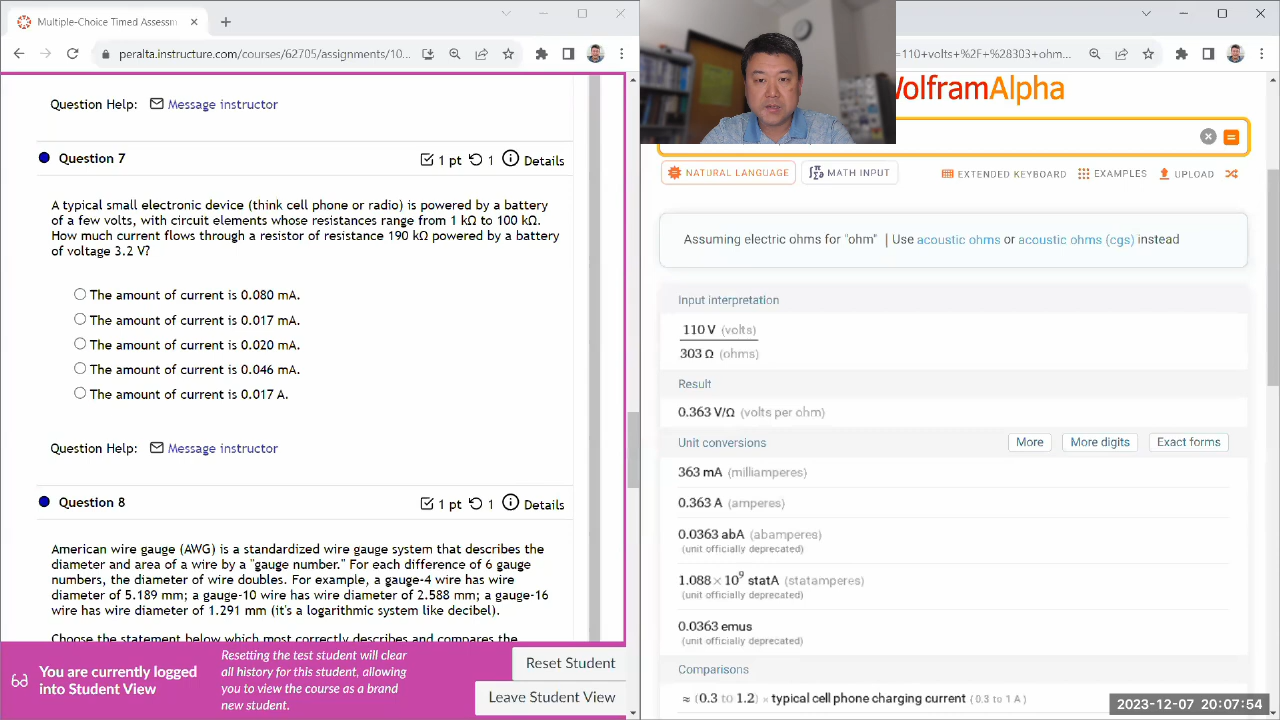 Multiple-Choice Timed Assessm
peralta.instructure.com/courses/62705/assignments/10...
=110 volts+%2F+%28303+ohm...
Question Help: Message instructor
Question 7
1 pt 1 Details
A typical small electronic device (think cell phone or radio) is powered by a battery
of a few volts, with circuit elements whose resistances range from 1 kΩ to 100 kΩ.
How much current flows through a resistor of resistance 190 kΩ powered by a battery
of voltage 3.2 V?
The amount of current is 0.080 mA.
The amount of current is 0.017 mA.
The amount of current is 0.020 mA.
The amount of current is 0.046 mA.
The amount of current is 0.017 A.
Question Help: Message instructor
Question 8
1 pt 1 Details
American wire gauge (AWG) is a standardized wire gauge system that describes the
diameter and area of a wire by a "gauge number." For each difference of 6 gauge
numbers, the diameter of wire doubles. For example, a gauge-4 wire has wire
diameter of 5.189 mm; a gauge-10 wire has wire diameter of 2.588 mm; a gauge-16
wire has wire diameter of 1.291 mm (it's a logarithmic system like decibel).
Choose the statement below which most correctly describes and compares the
You are currently logged
into Student View
Resetting the test student will clear
all history for this student, allowing
you to view the course as a brand
new student.
Reset Student
Leave Student View
WolframAlpha
NATURAL LANGUAGE
MATH INPUT
EXTENDED KEYBOARD
EXAMPLES
UPLOAD
Assuming electric ohms for "ohm" | Use acoustic ohms or acoustic ohms (cgs) instead
Input interpretation
110 V (volts)
303 Ω (ohms)
Result
0.363 V/Ω (volts per ohm)
Unit conversions
More
More digits
Exact forms
363 mA (milliamperes)
0.363 A (amperes)
0.0363 abA (abamperes)
(unit officially deprecated)
1.088×10^9 statA (statamperes)
(unit officially deprecated)
0.0363 emus
(unit officially deprecated)
Comparisons
≈ (0.3 to 1.2) × typical cell phone charging current (0.3 to 1 A)
2023-12-07 20:07:54